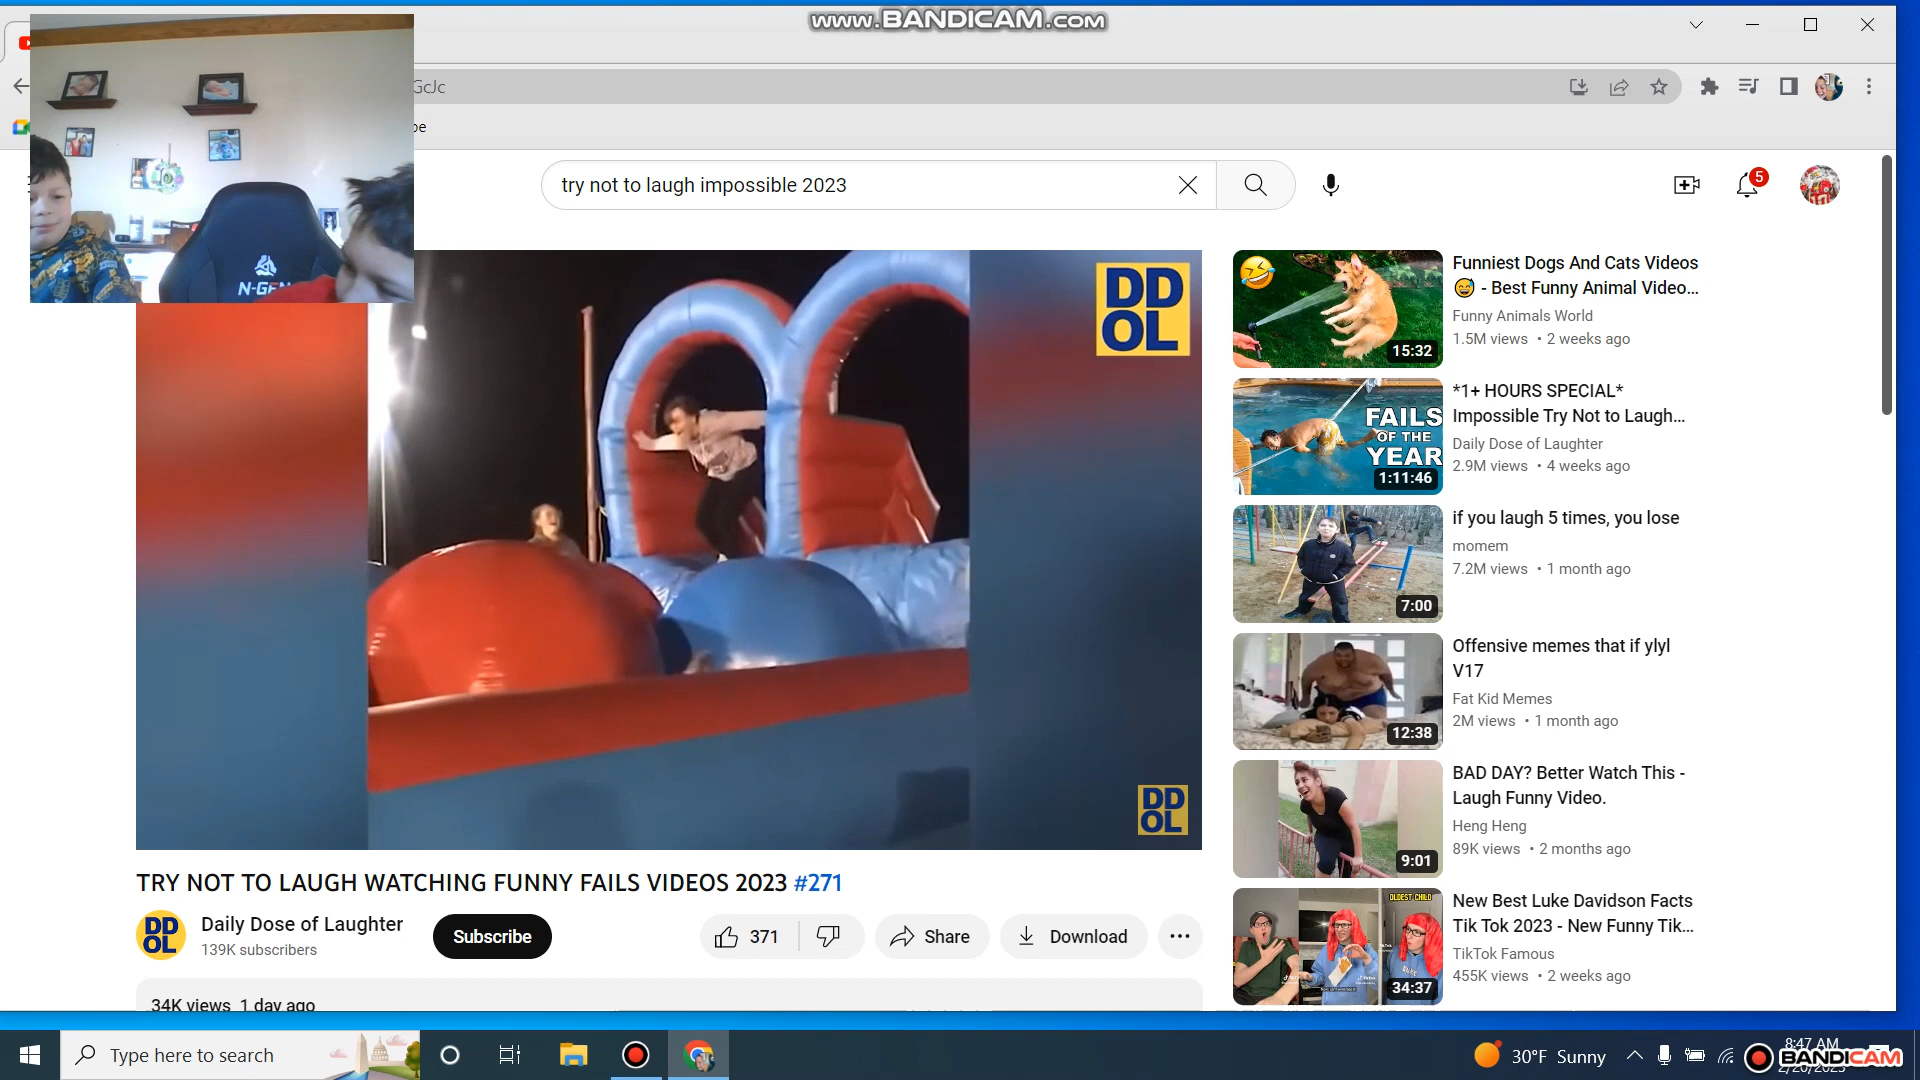 www.BANDICAM.com
GcJc
be
N-GEN
try not to laugh impossible 2023
5
DD
OL
DD
OL
TRY NOT TO LAUGH WATCHING FUNNY FAILS VIDEOS 2023 #271
DD
OL
Daily Dose of Laughter
139K subscribers
Subscribe
371
Share
Download
34K views 1 day ago
15:32
Funniest Dogs And Cats Videos
😅 - Best Funny Animal Video...
Funny Animals World
1.5M views • 2 weeks ago
FAILS
OF THE
YEAR
1:11:46
*1+ HOURS SPECIAL*
Impossible Try Not to Laugh...
Daily Dose of Laughter
2.9M views • 4 weeks ago
7:00
if you laugh 5 times, you lose
momem
7.2M views • 1 month ago
12:38
Offensive memes that if ylyl
V17
Fat Kid Memes
2M views • 1 month ago
9:01
BAD DAY? Better Watch This -
Laugh Funny Video.
Heng Heng
89K views • 2 months ago
OLDEST CHILD
34:37
New Best Luke Davidson Facts
Tik Tok 2023 - New Funny Tik...
TikTok Famous
455K views • 2 weeks ago
Type here to search
30°F Sunny
8:47 AM
BANDICAM